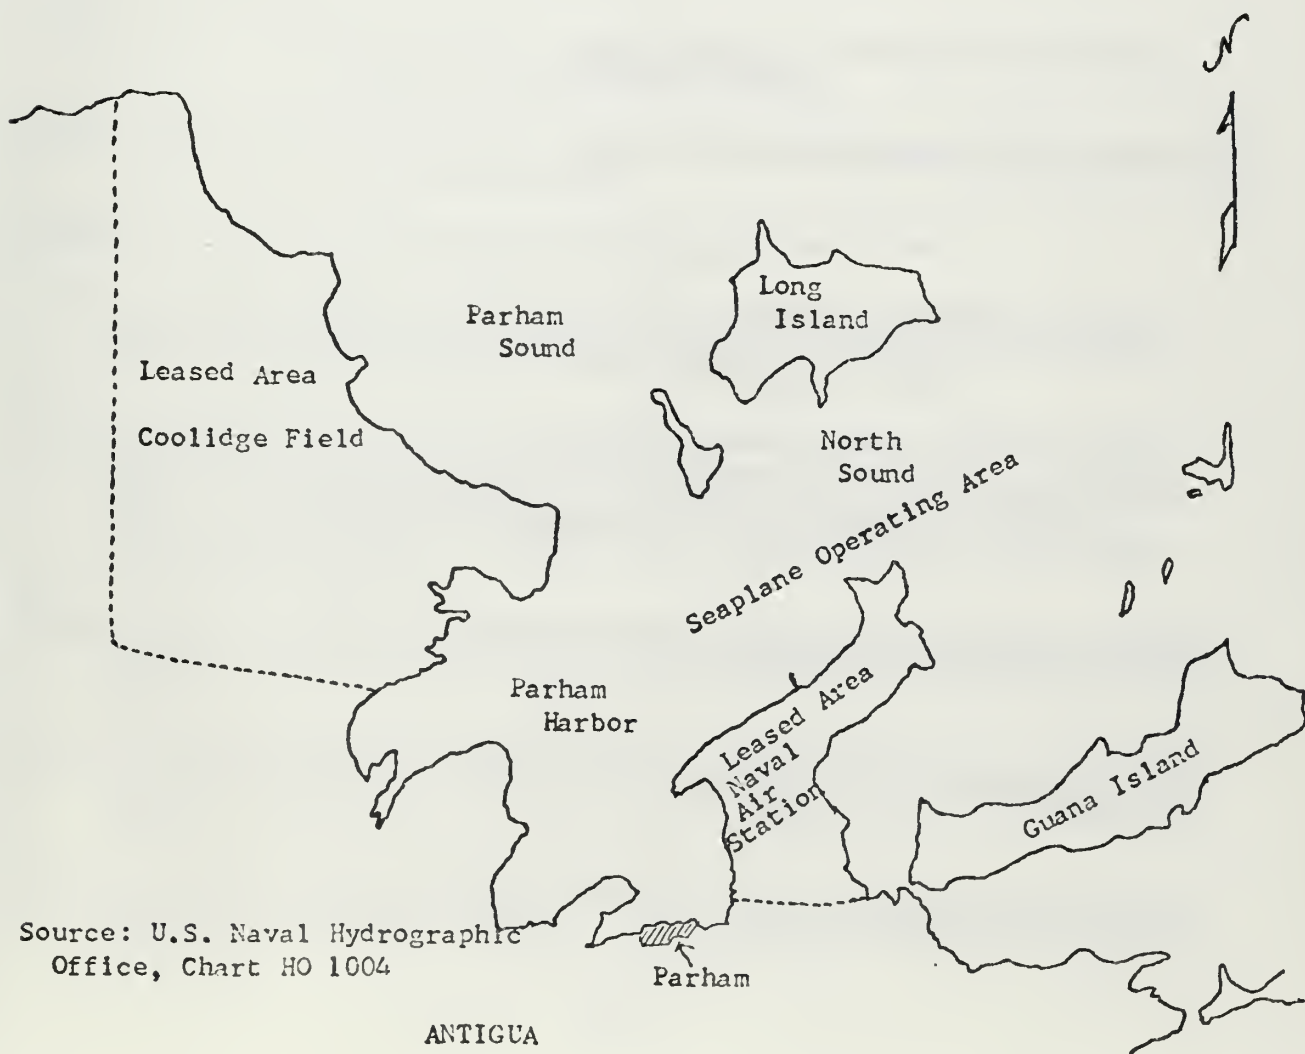 N
Long
Island
Parham
Sound
Leased Area
Coolidge Field
North
Sound
Seaplane Operating Area
Parham
Harbor
Leased Area
Naval
Air
Station
Guana Island
Source: U.S. Naval Hydrographic
Office, Chart HO 1004
Parham
ANTIGUA